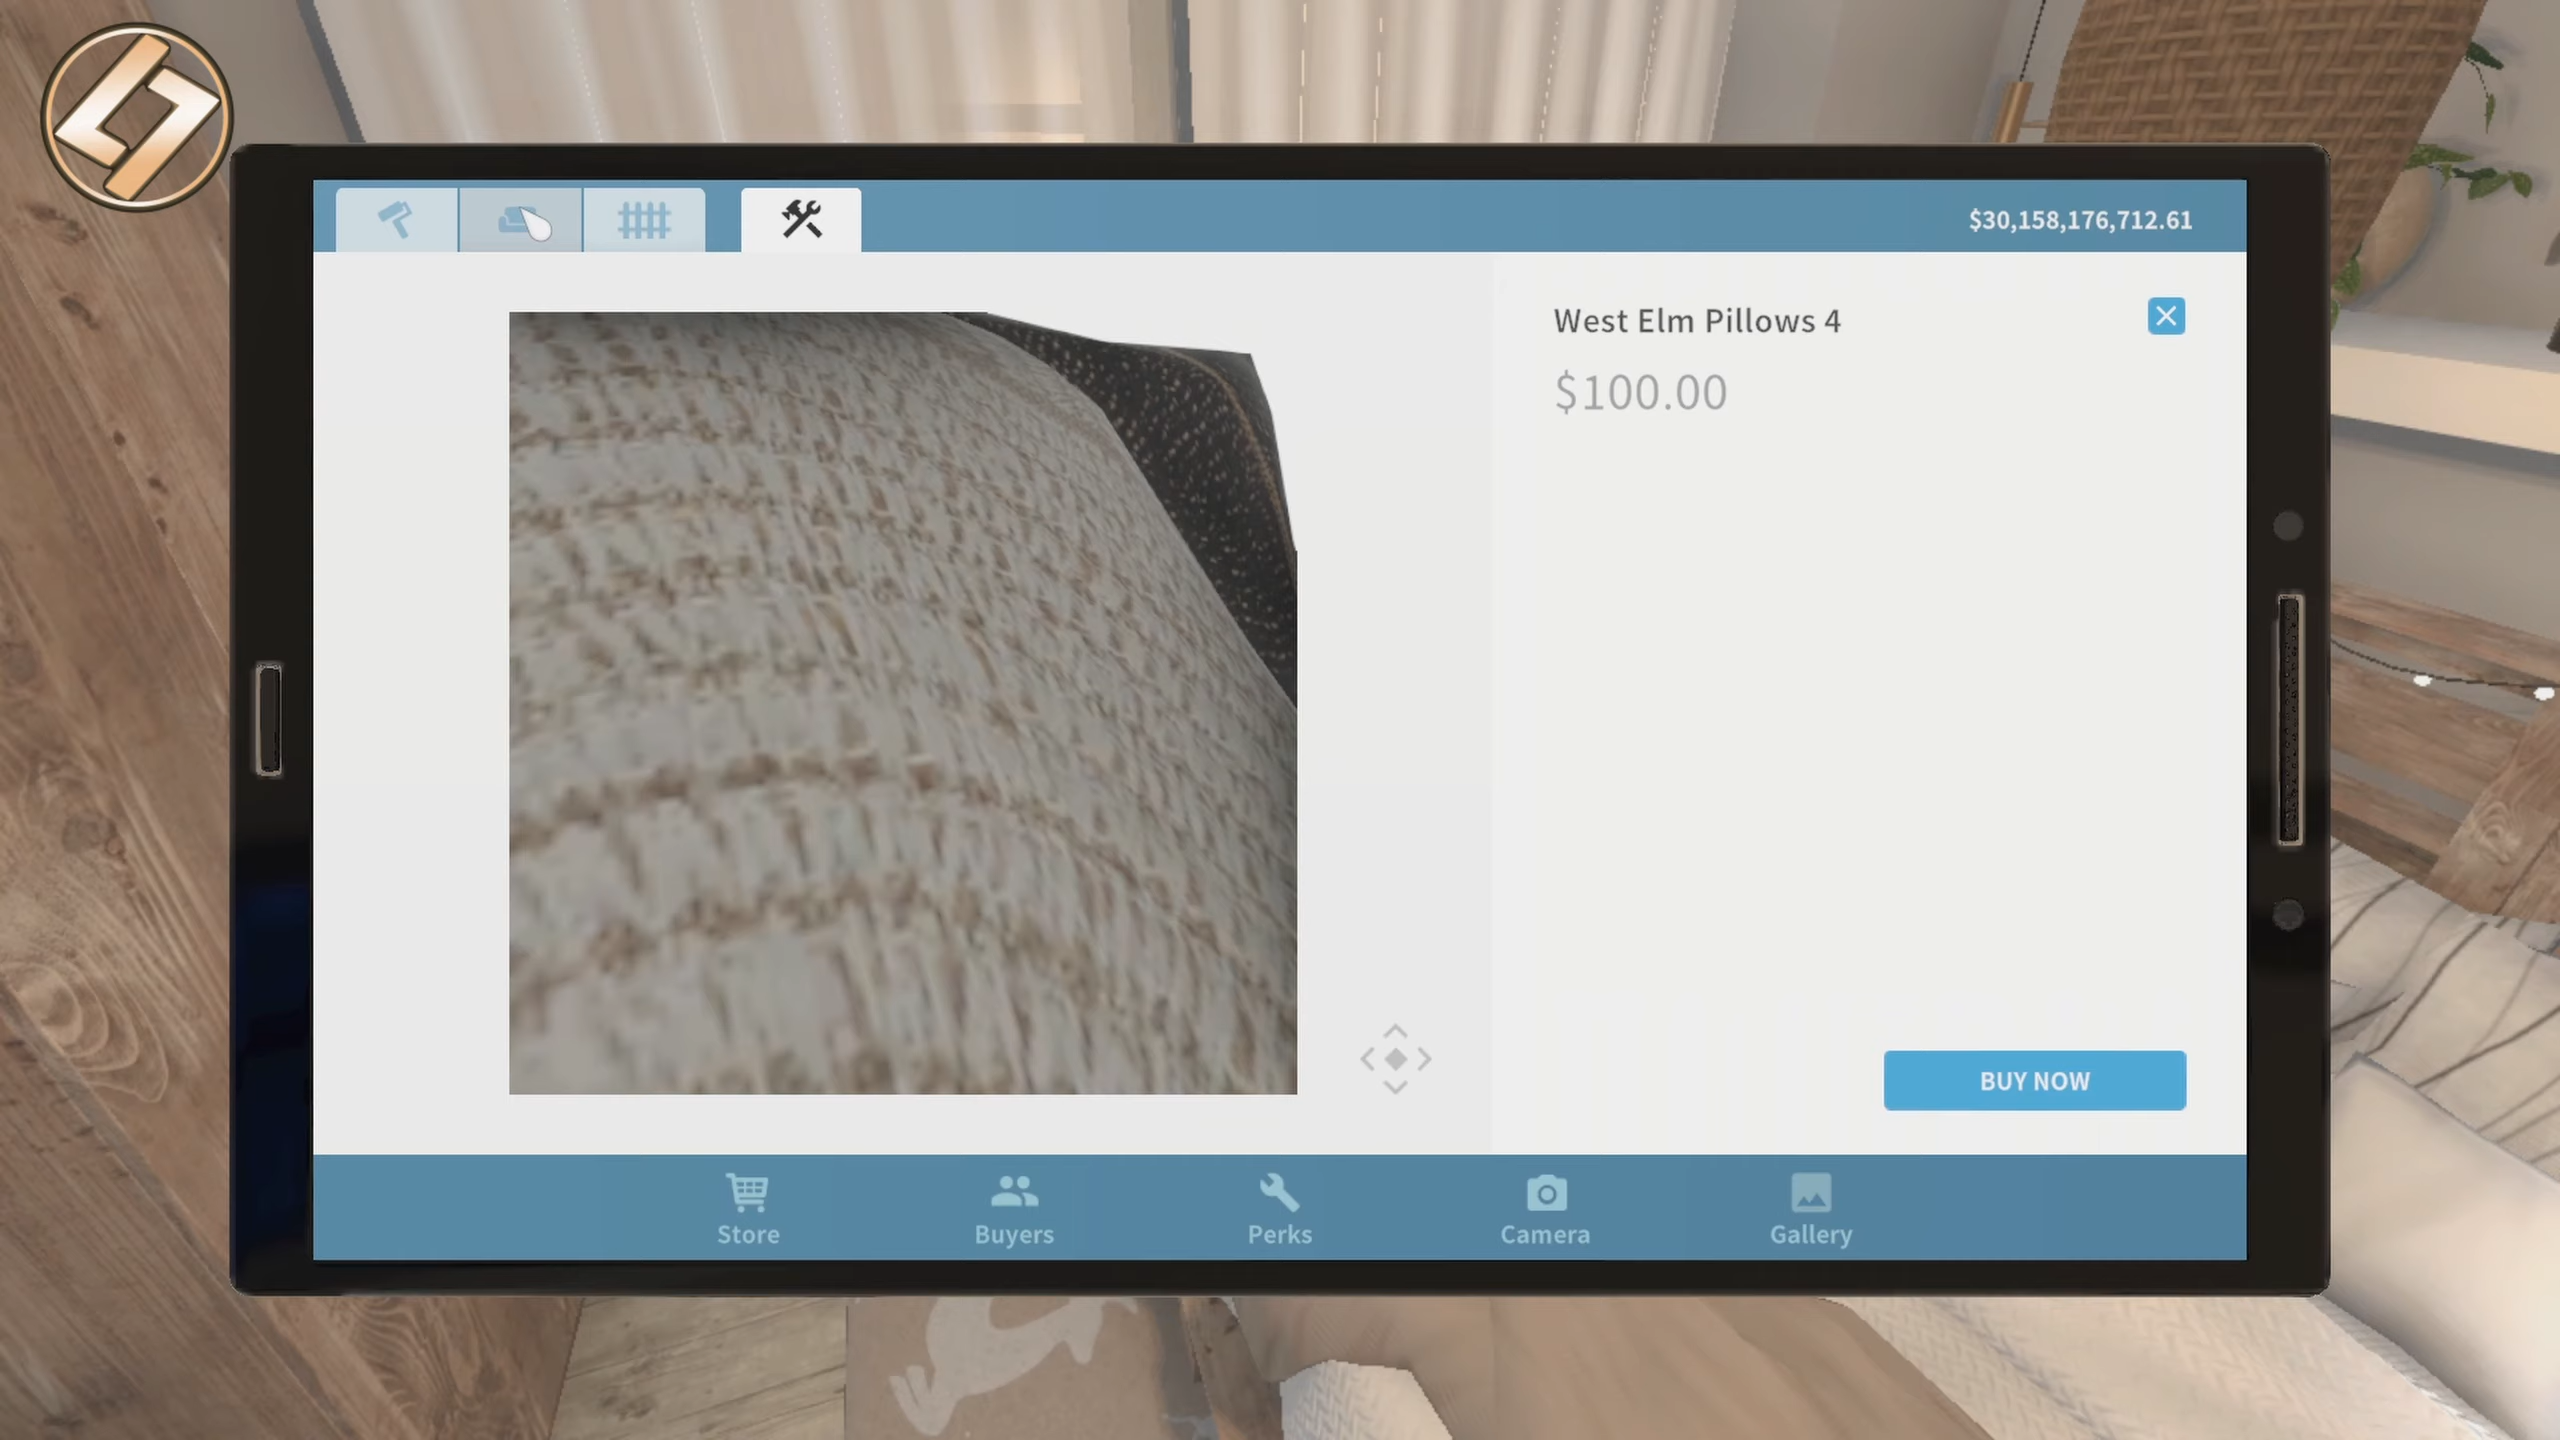 $30,158,176,712.61
West Elm Pillows 4
$100.00
BUY NOW
Store
Buyers
Perks
Camera
Gallery